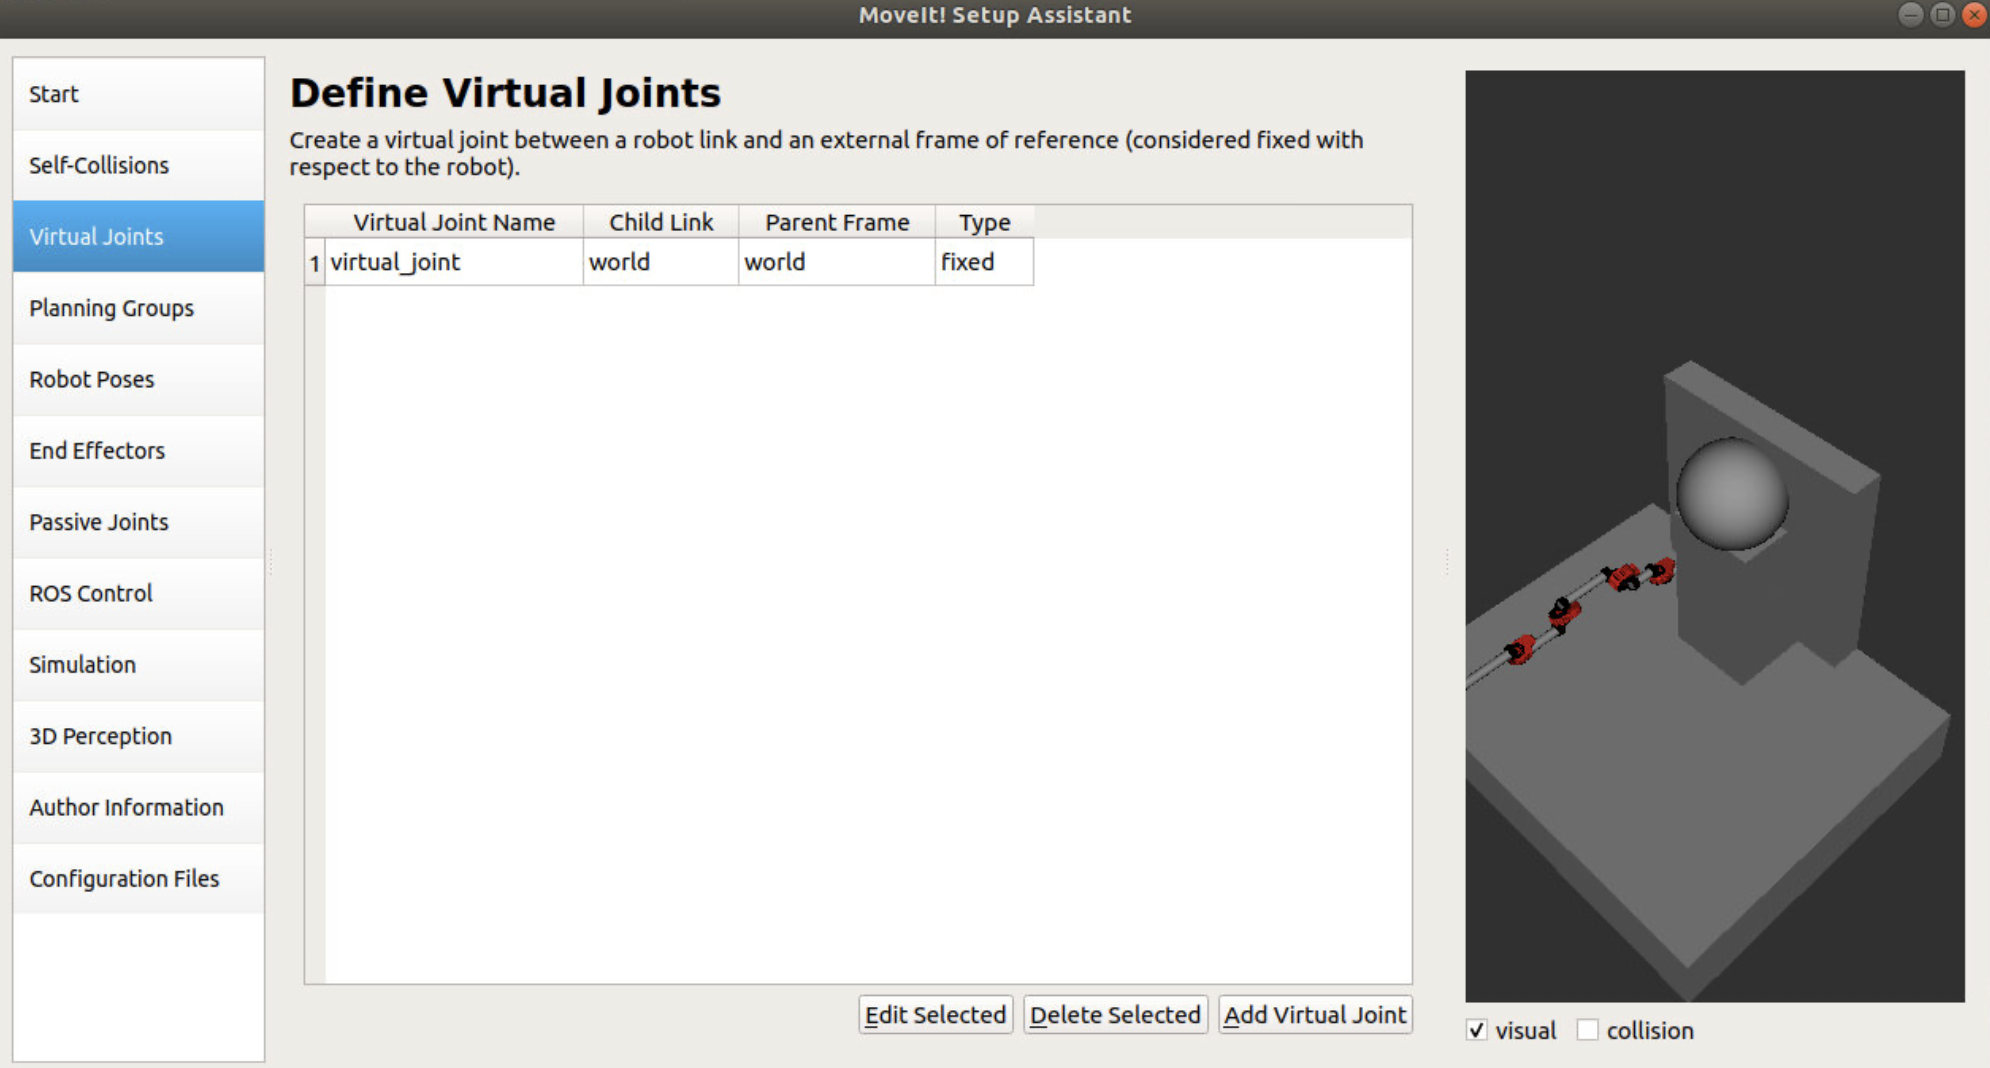 MoveIt! Setup Assistant
Start
Self-Collisions
Virtual Joints
Planning Groups
Robot Poses
End Effectors
Passive Joints
ROS Control
Simulation
3D Perception
Author Information
Configuration Files
Define Virtual Joints
Create a virtual joint between a robot link and an external frame of reference (considered fixed with
respect to the robot).
Virtual Joint Name Child Link Parent Frame Type
1 virtual_joint world world fixed
Edit Selected Delete Selected Add Virtual Joint
visual collision